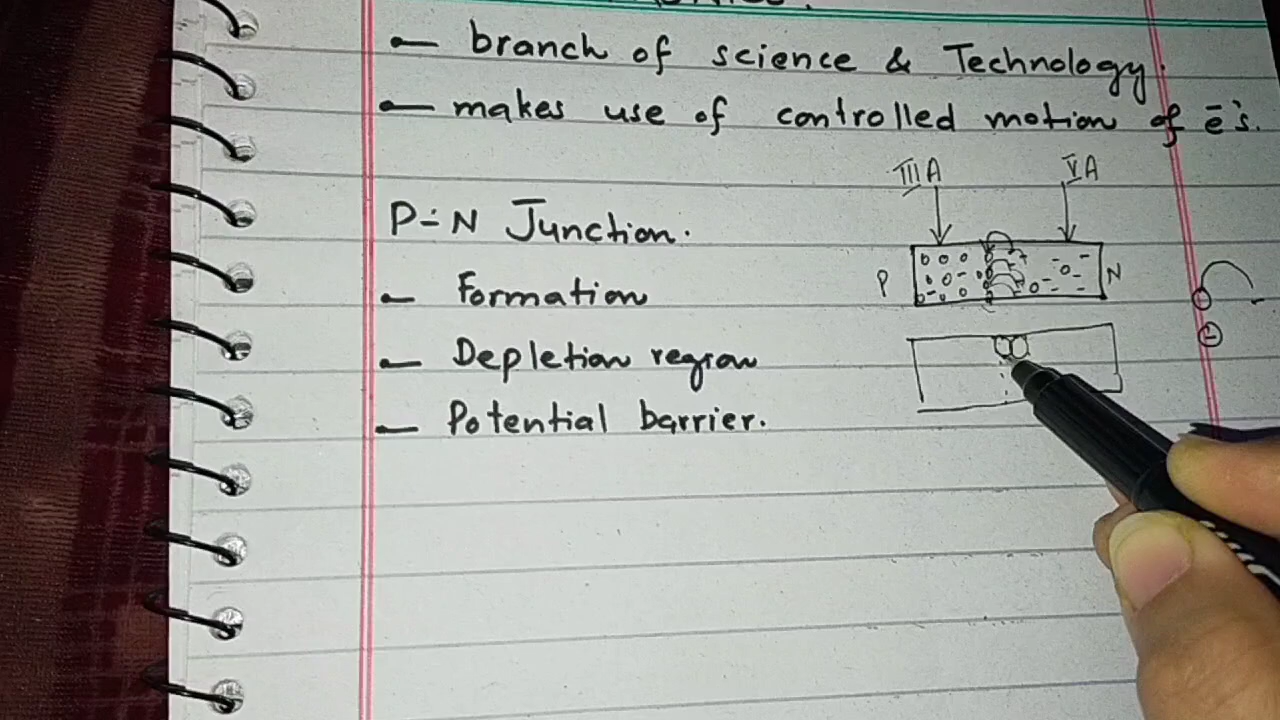 — branch of science & Technology.
— makes use of controlled motion of ē's.
IIIA VA
P-N Junction.
P N
— Formation
— Depletion region
— Potential barrier.